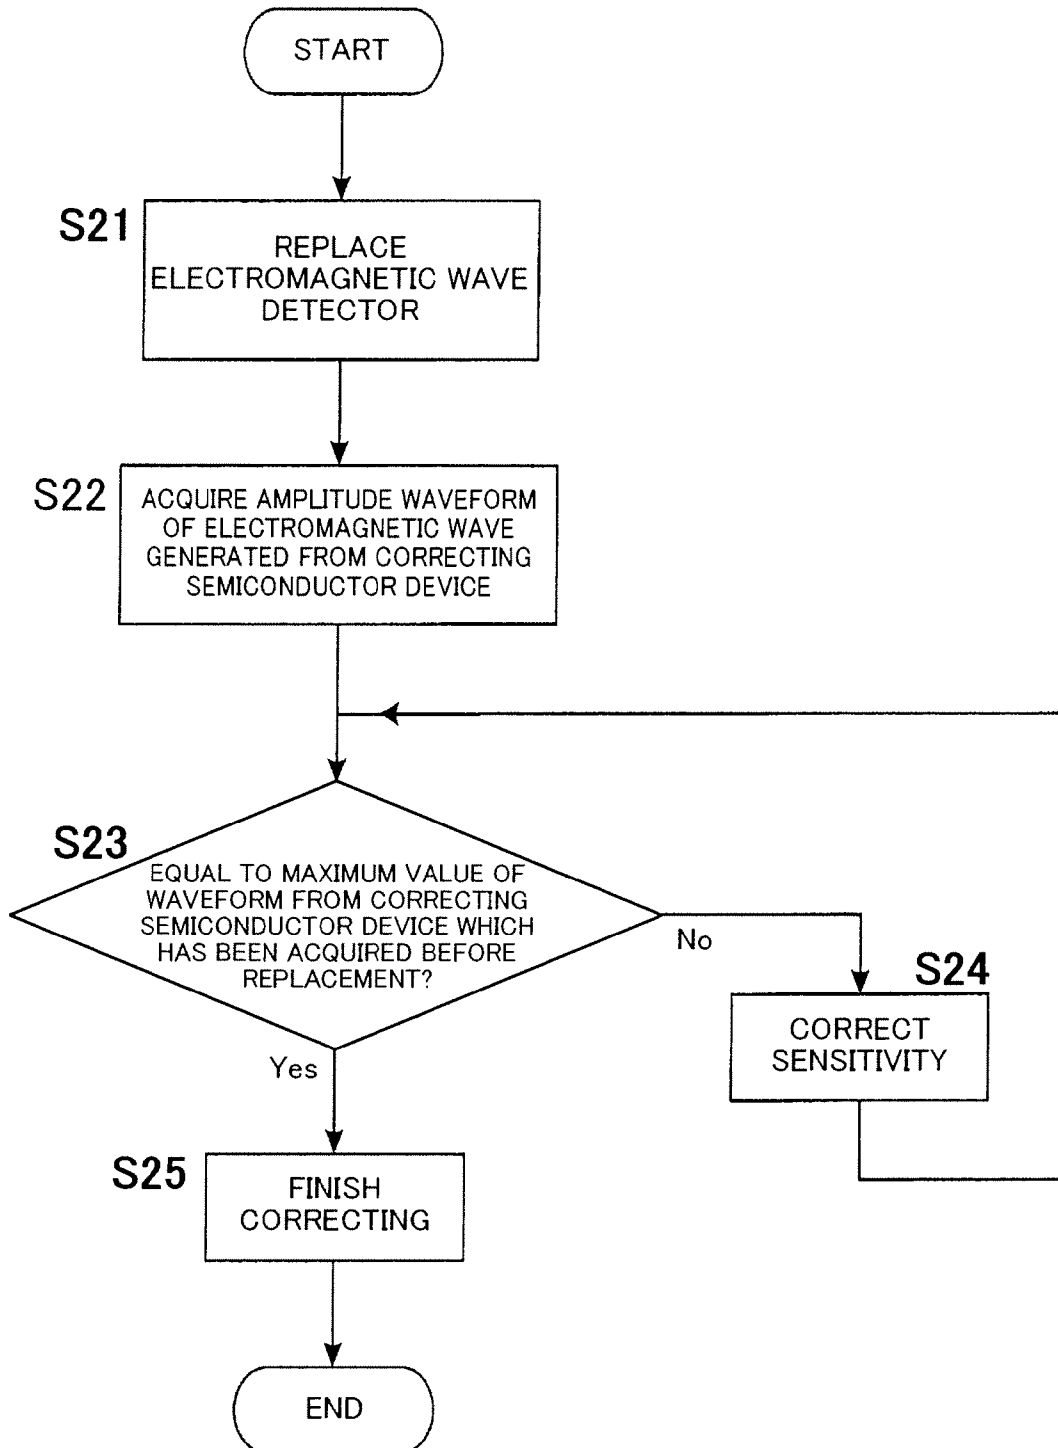 START
S21
REPLACE
ELECTROMAGNETIC WAVE
DETECTOR
S22
ACQUIRE AMPLITUDE WAVEFORM
OF ELECTROMAGNETIC WAVE
GENERATED FROM CORRECTING
SEMICONDUCTOR DEVICE
S23
EQUAL TO MAXIMUM VALUE OF
WAVEFORM FROM CORRECTING
SEMICONDUCTOR DEVICE WHICH
HAS BEEN ACQUIRED BEFORE
REPLACEMENT?
No
S24
CORRECT
SENSITIVITY
Yes
S25
FINISH
CORRECTING
END